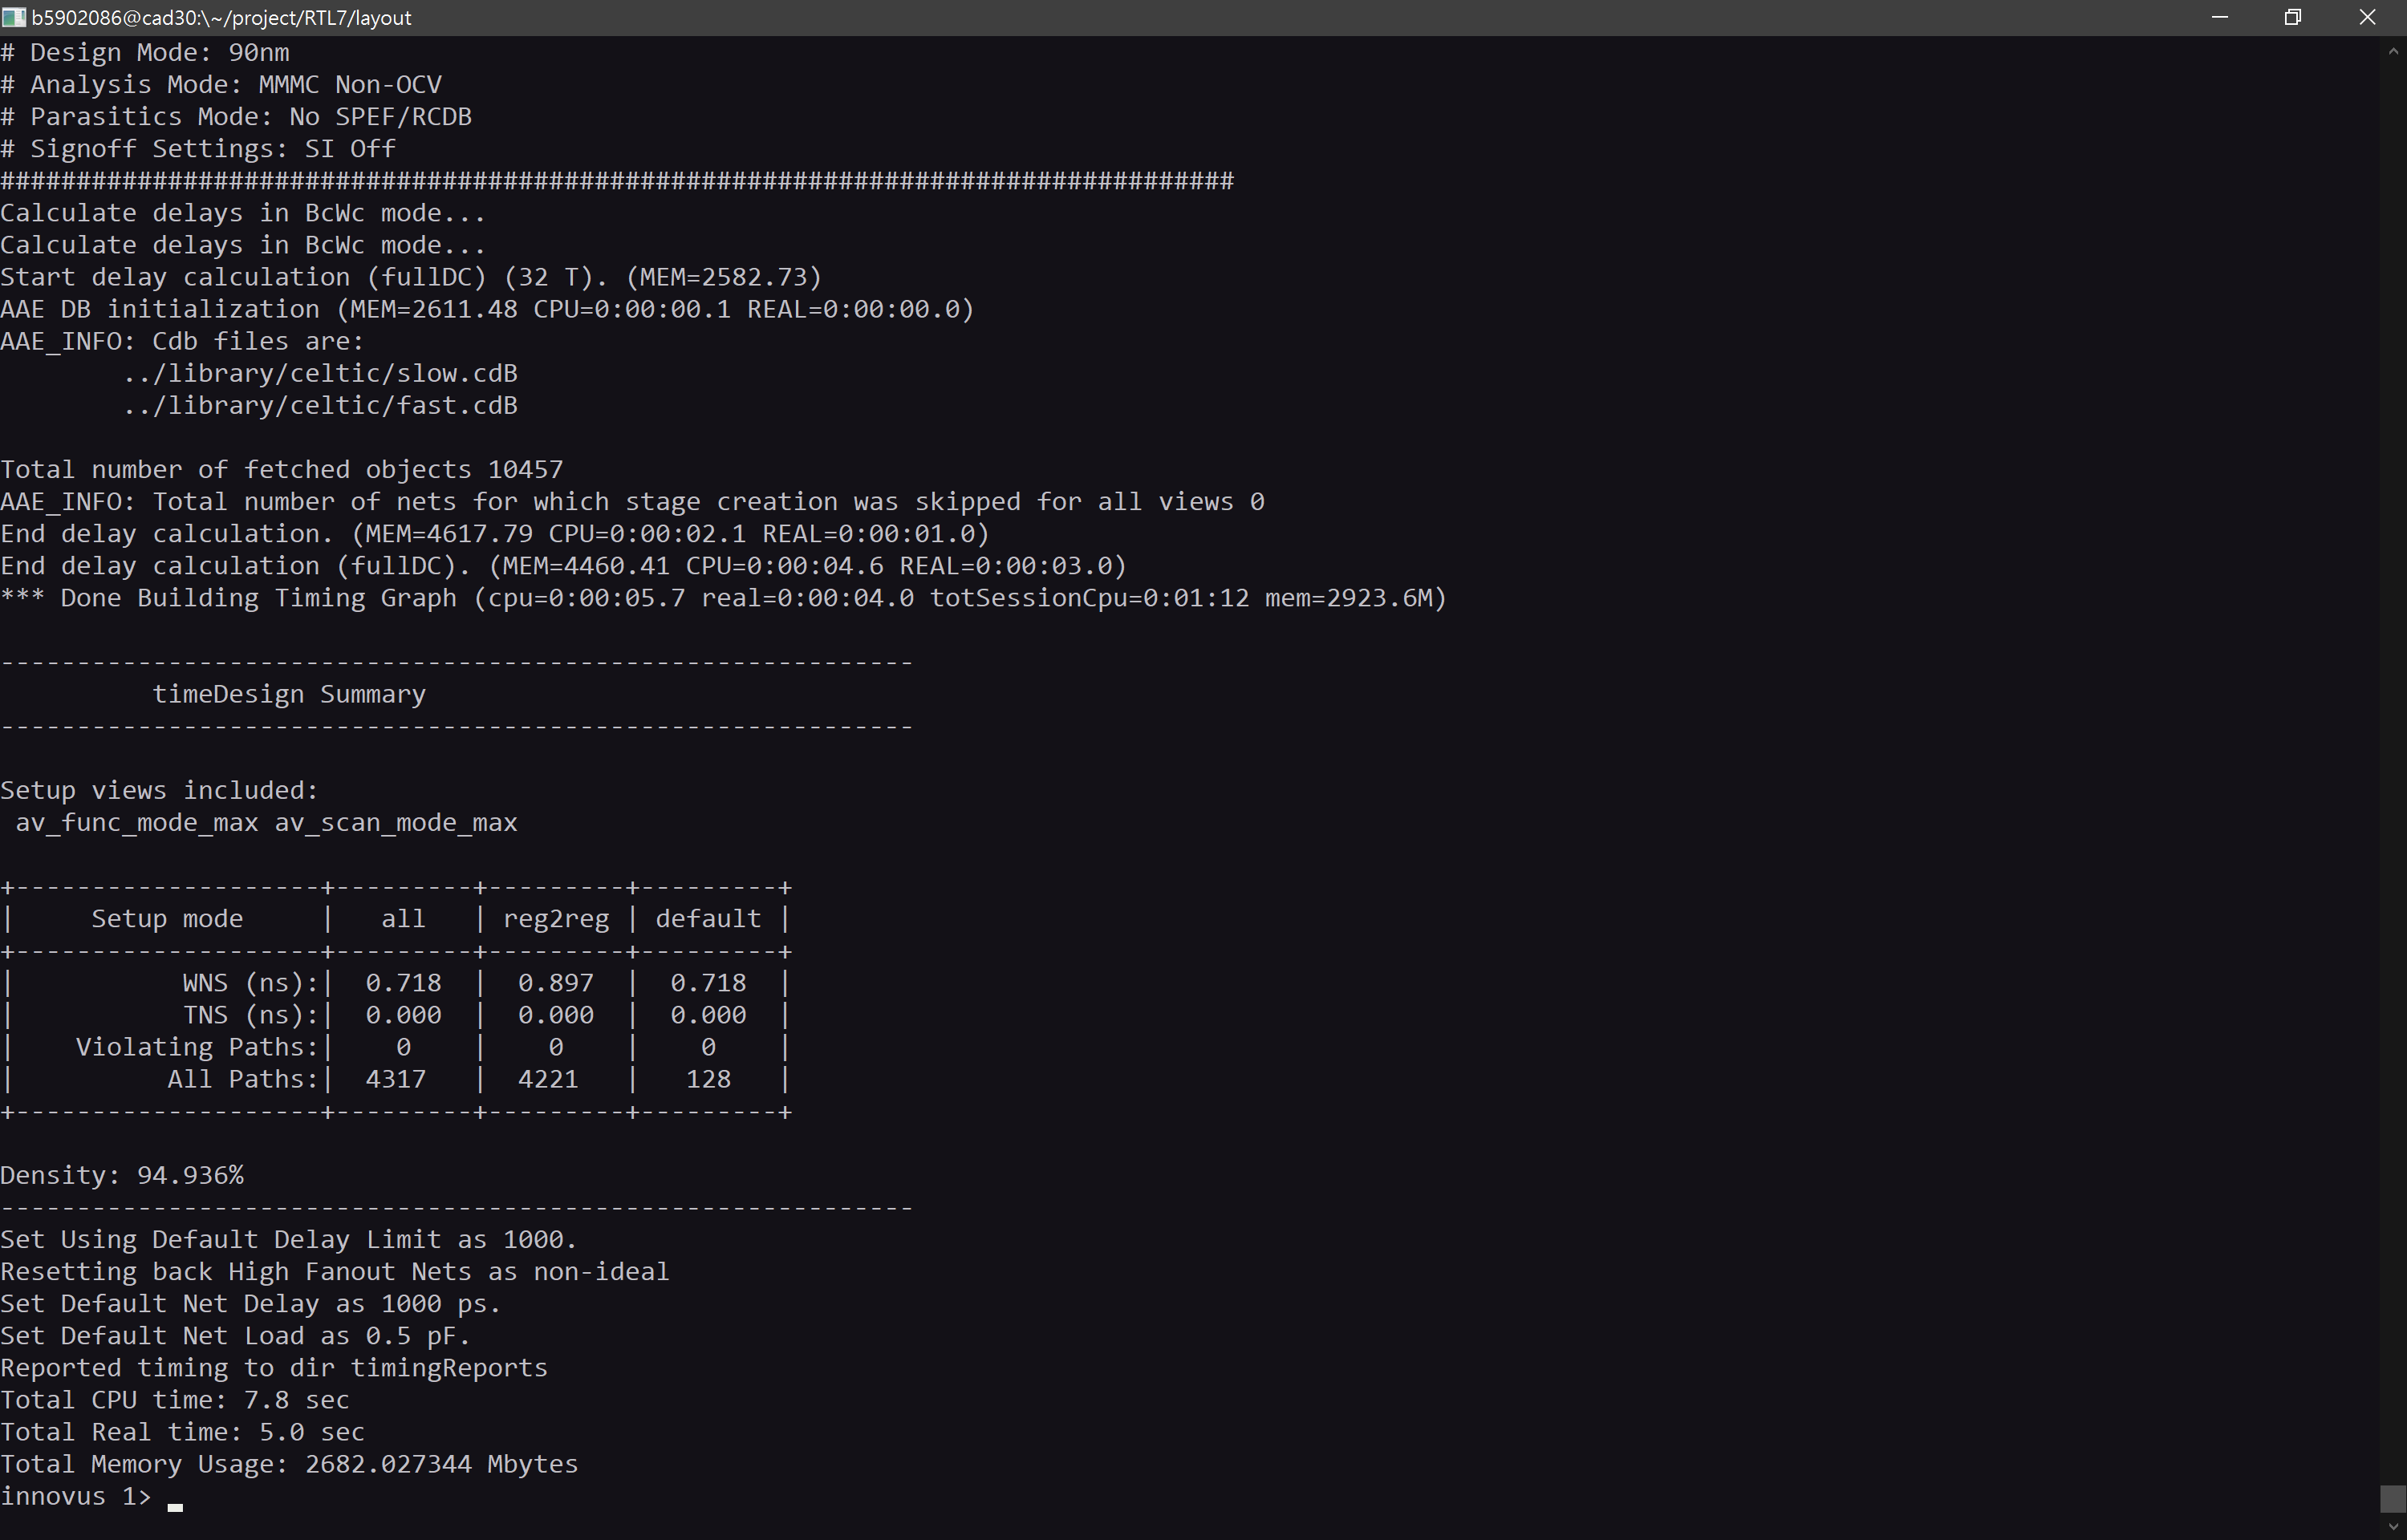 b5902086@cad30:\~/project/RTL7/layout
# Design Mode: 90nm
# Analysis Mode: MMMC Non-OCV
# Parasitics Mode: No SPEF/RCDB
# Signoff Settings: SI Off
#################################################################################
Calculate delays in BcWc mode...
Calculate delays in BcWc mode...
Start delay calculation (fullDC) (32 T). (MEM=2582.73)
AAE DB initialization (MEM=2611.48 CPU=0:00:00.1 REAL=0:00:00.0)
AAE_INFO: Cdb files are:
        ../library/celtic/slow.cdB
        ../library/celtic/fast.cdB

Total number of fetched objects 10457
AAE_INFO: Total number of nets for which stage creation was skipped for all views 0
End delay calculation. (MEM=4617.79 CPU=0:00:02.1 REAL=0:00:01.0)
End delay calculation (fullDC). (MEM=4460.41 CPU=0:00:04.6 REAL=0:00:03.0)
*** Done Building Timing Graph (cpu=0:00:05.7 real=0:00:04.0 totSessionCpu=0:01:12 mem=2923.6M)

------------------------------------------------------------
          timeDesign Summary
------------------------------------------------------------

Setup views included:
 av_func_mode_max av_scan_mode_max

+--------------------+---------+---------+---------+
|     Setup mode     |   all   | reg2reg | default |
+--------------------+---------+---------+---------+
|           WNS (ns):|  0.718  |  0.897  |  0.718  |
|           TNS (ns):|  0.000  |  0.000  |  0.000  |
|    Violating Paths:|    0    |    0    |    0    |
|          All Paths:|  4317   |  4221   |   128   |
+--------------------+---------+---------+---------+

Density: 94.936%
------------------------------------------------------------
Set Using Default Delay Limit as 1000.
Resetting back High Fanout Nets as non-ideal
Set Default Net Delay as 1000 ps.
Set Default Net Load as 0.5 pF.
Reported timing to dir timingReports
Total CPU time: 7.8 sec
Total Real time: 5.0 sec
Total Memory Usage: 2682.027344 Mbytes
innovus 1>